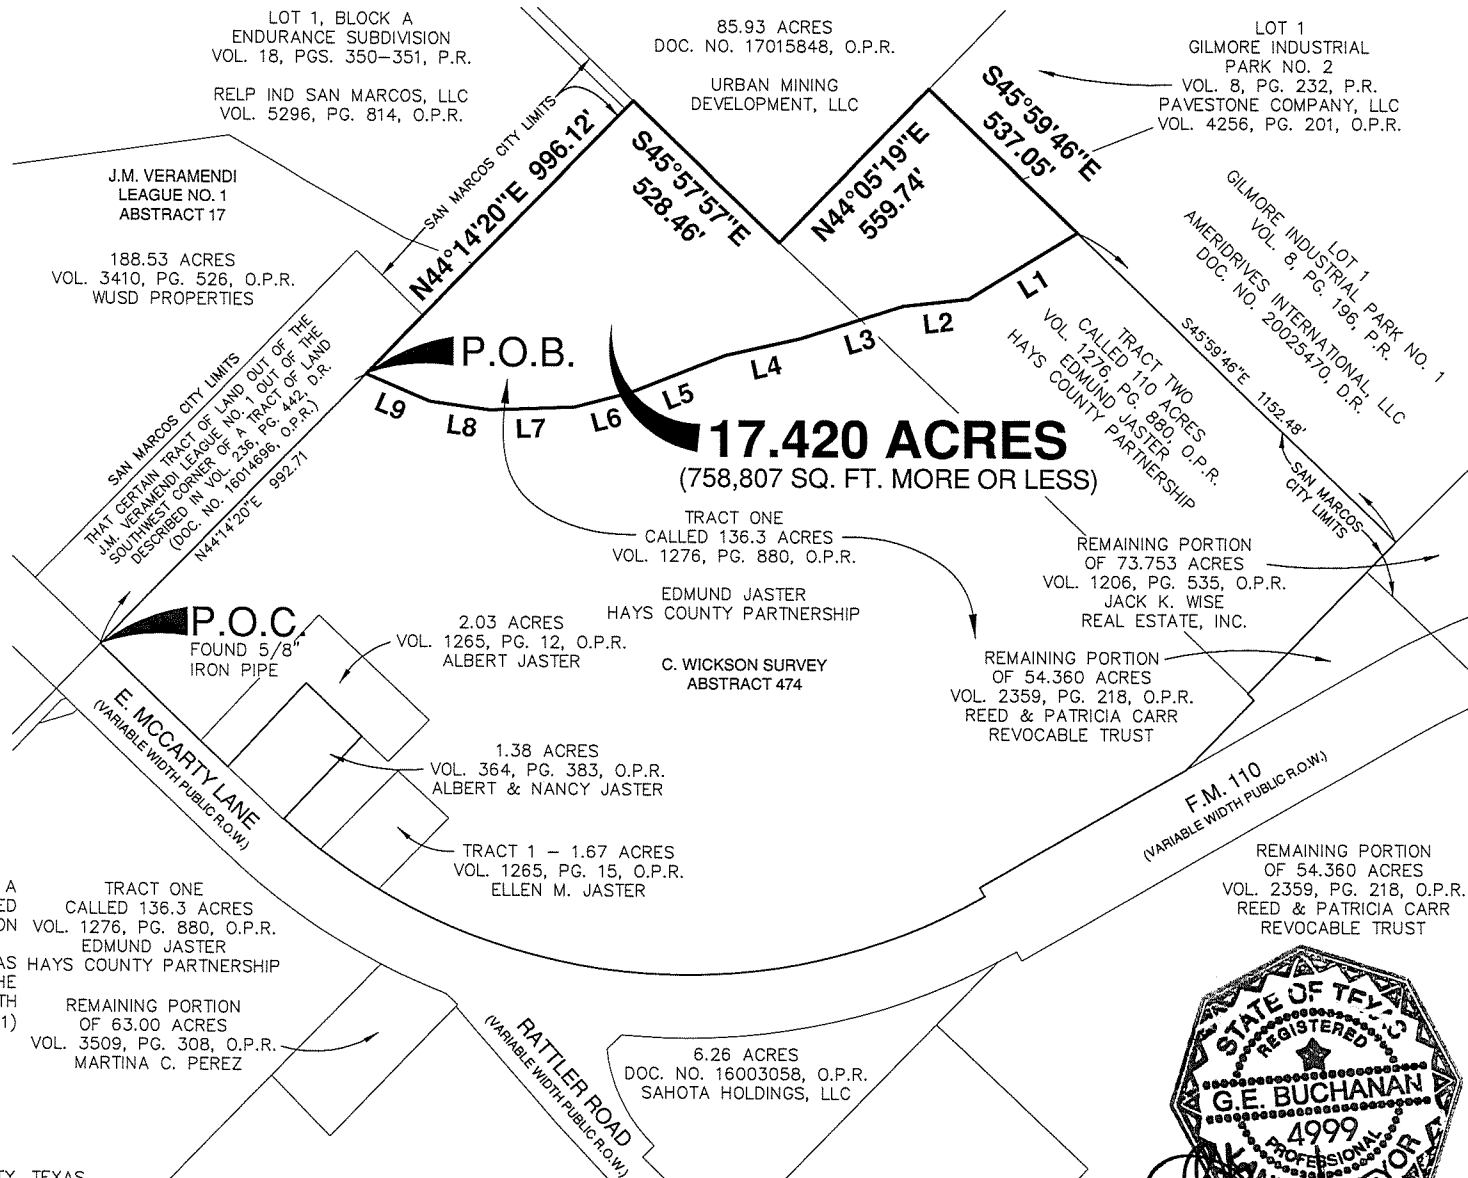 LOT 1, BLOCK A
ENDURANCE SUBDIVISION
VOL. 18, PGS. 350-351, P.R.
RELP IND SAN MARCOS, LLC
VOL. 5296, PG. 814, O.P.R.
85.93 ACRES
DOC. NO. 17015848, O.P.R.
URBAN MINING
DEVELOPMENT, LLC
LOT 1
GILMORE INDUSTRIAL
PARK NO. 2
VOL. 8, PG. 232, P.R.
PAVESTONE COMPANY, LLC
VOL. 4256, PG. 201, O.P.R.
J.M. VERAMENDI
LEAGUE NO. 1
ABSTRACT 17
188.53 ACRES
VOL. 3410, PG. 526, O.P.R.
WUSD PROPERTIES
SAN MARCOS CITY LIMITS
N44°14'20"E 996.12'
S45°57'57"E
528.46'
N44°05'19"E
559.74'
S45°59'46"E
537.05'
LOT 1
GILMORE INDUSTRIAL PARK NO. 1
VOL. 8, PG. 196, P.R.
AMERIDRIVES INTERNATIONAL, LLC
DOC. NO. 20025470, D.R.
S45°59'46"E 1152.48'
SAN MARCOS
CITY LIMITS
L1
L2
L3
L4
L5
L6
L7
L8
L9
P.O.B.
TRACT TWO
CALLED 110 ACRES
VOL. 1276, PG. 880, O.P.R.
EDMUND JASTER
HAYS COUNTY PARTNERSHIP
17.420 ACRES
(758,807 SQ. FT. MORE OR LESS)
SAN MARCOS CITY LIMITS
THAT CERTAIN TRACT OF LAND OUT OF THE
J.M. VERAMENDI LEAGUE NO. 1 OUT OF THE
SOUTHWEST CORNER OF A TRACT OF LAND
DESCRIBED IN VOL. 236, PG. 442, D.R.
(DOC. NO. 16014696, O.P.R.)
N44°14'20"E 992.71
TRACT ONE
CALLED 136.3 ACRES
VOL. 1276, PG. 880, O.P.R.
EDMUND JASTER
HAYS COUNTY PARTNERSHIP
C. WICKSON SURVEY
ABSTRACT 474
REMAINING PORTION
OF 73.753 ACRES
VOL. 1206, PG. 535, O.P.R.
JACK K. WISE
REAL ESTATE, INC.
REMAINING PORTION
OF 54.360 ACRES
VOL. 2359, PG. 218, O.P.R.
REED & PATRICIA CARR
REVOCABLE TRUST
P.O.C.
FOUND 5/8"
IRON PIPE
2.03 ACRES
VOL. 1265, PG. 12, O.P.R.
ALBERT JASTER
1.38 ACRES
VOL. 364, PG. 383, O.P.R.
ALBERT & NANCY JASTER
TRACT 1 - 1.67 ACRES
VOL. 1265, PG. 15, O.P.R.
ELLEN M. JASTER
E. MCCARTY LANE
(VARIABLE WIDTH PUBLIC R.O.W.)
F.M. 110
(VARIABLE WIDTH PUBLIC R.O.W.)
REMAINING PORTION
OF 54.360 ACRES
VOL. 2359, PG. 218, O.P.R.
REED & PATRICIA CARR
REVOCABLE TRUST
A
ED
ON
AS
HE
TH
1)
TRACT ONE
CALLED 136.3 ACRES
VOL. 1276, PG. 880, O.P.R.
EDMUND JASTER
HAYS COUNTY PARTNERSHIP
REMAINING PORTION
OF 63.00 ACRES
VOL. 3509, PG. 308, O.P.R.
MARTINA C. PEREZ
RATTLER ROAD
(VARIABLE WIDTH PUBLIC R.O.W.)
6.26 ACRES
DOC. NO. 16003058, O.P.R.
SAHOTA HOLDINGS, LLC
STATE OF TEXAS
REGISTERED
G.E. BUCHANAN
4999
PROFESSIONAL
TY, TEXAS